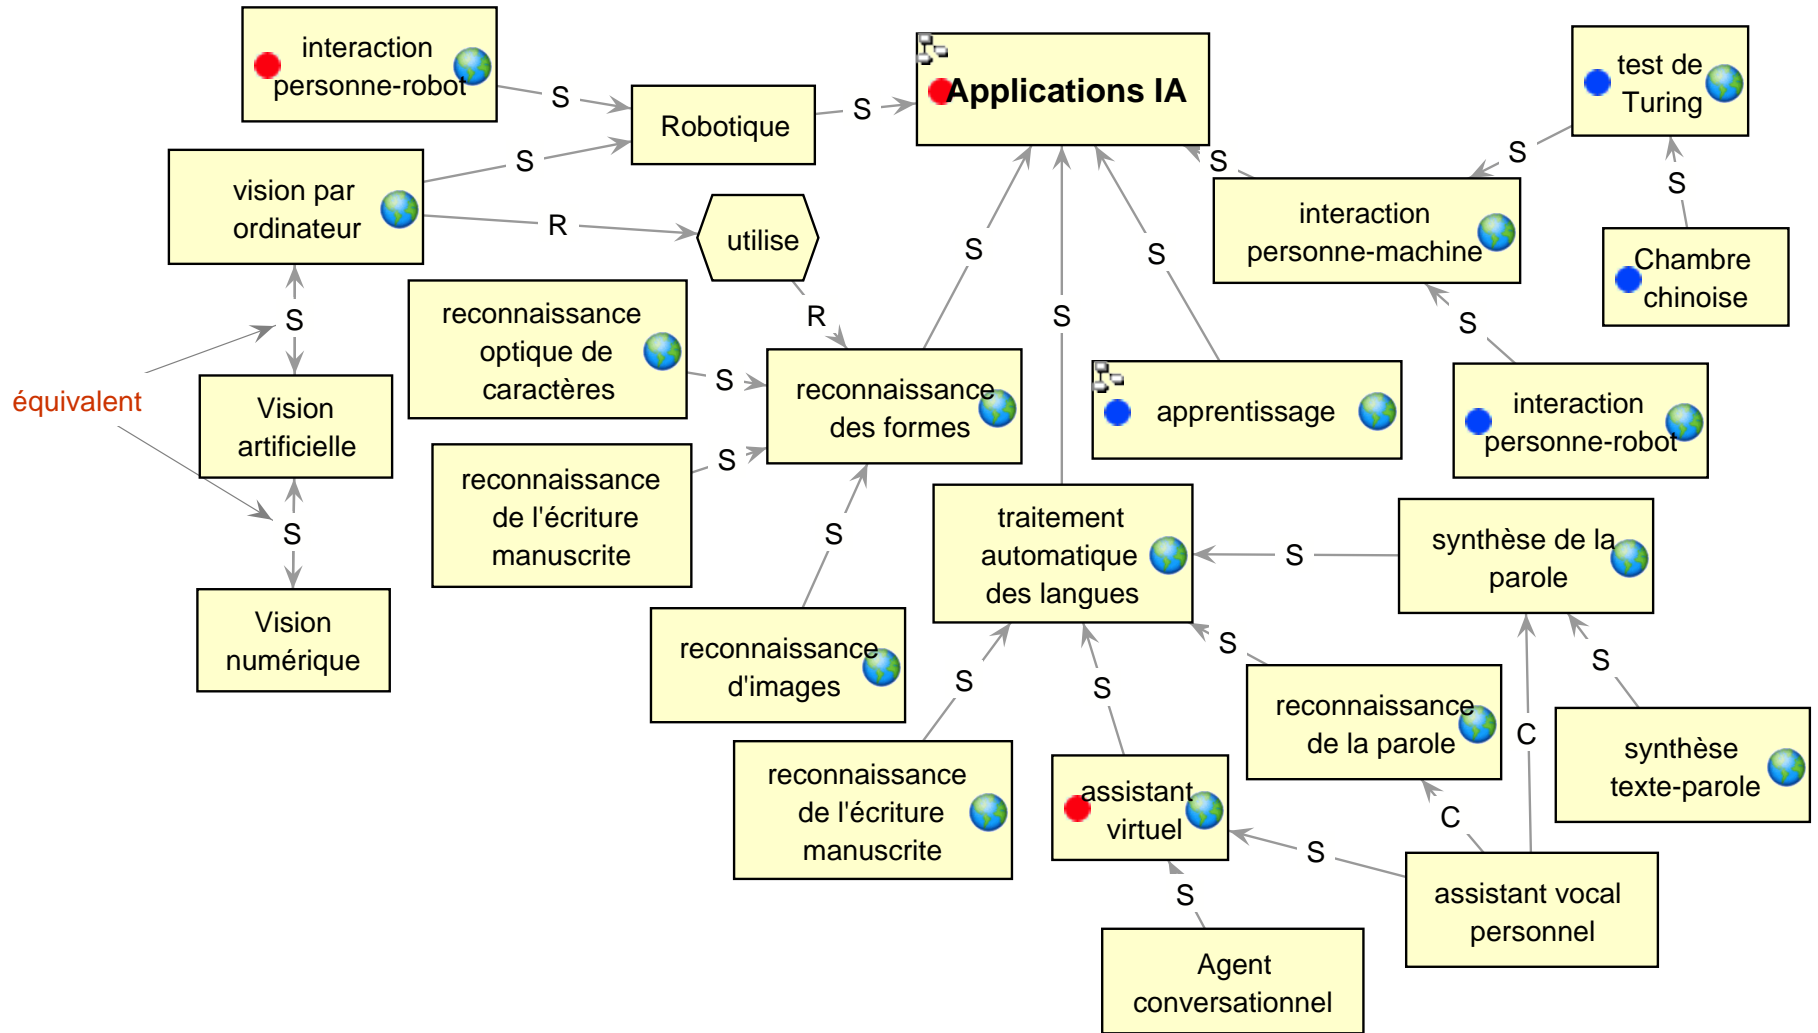 interaction
personne-robot
S
Robotique
S
Applications IA
test de
Turing
S
S
vision par
ordinateur
S
R
utilise
R
S
équivalent
Vision
artificielle
S
Vision
numérique
reconnaissance
optique de
caractères
S
reconnaissance
de l'écriture
manuscrite
S
reconnaissance
des formes
S
S
reconnaissance
d'images
S
S
apprentissage
S
interaction
personne-machine
Chambre
chinoise
S
interaction
personne-robot
traitement
automatique
des langues
S
synthèse de la
parole
S
reconnaissance
de l'écriture
manuscrite
S
assistant
virtuel
S
reconnaissance
de la parole
C
C
S
synthèse
texte-parole
S
assistant vocal
personnel
S
Agent
conversationnel